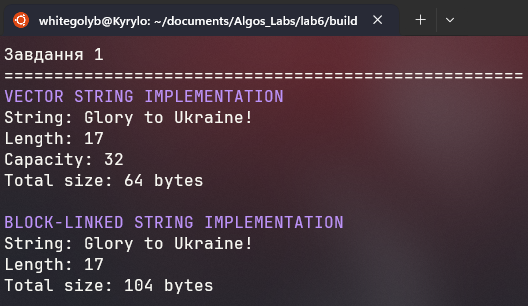 whitegolyb@Kyrylo: ~/documents/Algos_Labs/lab6/build
Завдання 1
====================================================
VECTOR STRING IMPLEMENTATION
String: Glory to Ukraine!
Length: 17
Capacity: 32
Total size: 64 bytes
BLOCK-LINKED STRING IMPLEMENTATION
String: Glory to Ukraine!
Length: 17
Total size: 104 bytes